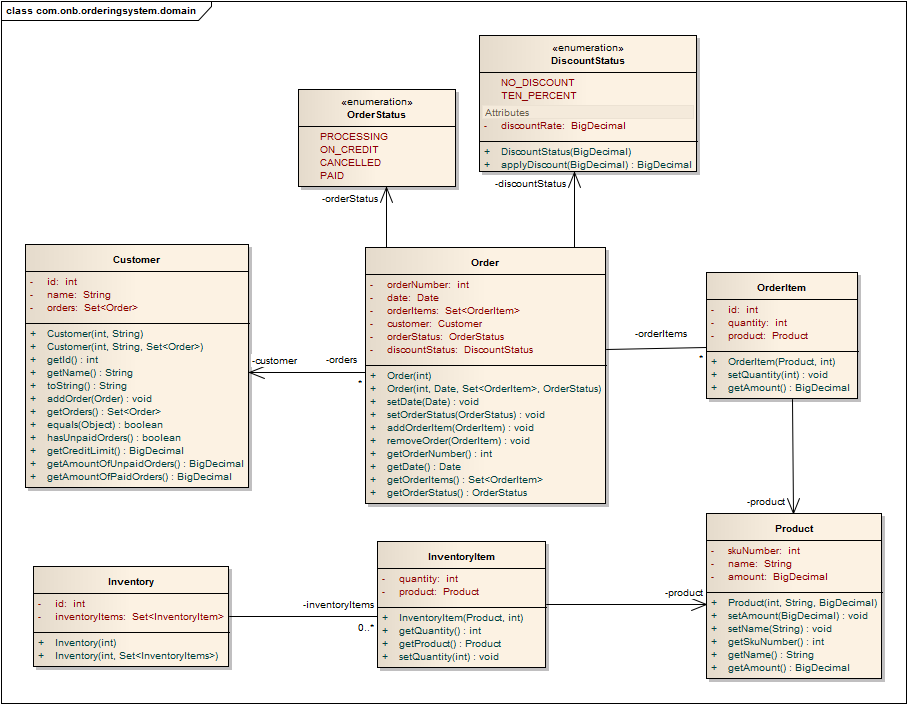 class com.onb.orderingsystem.domain
«enumeration»
DiscountStatus
NO_DISCOUNT
TEN_PERCENT
Attributes
- discountRate: BigDecimal
+ DiscountStatus(BigDecimal)
+ applyDiscount(BigDecimal) : BigDecimal
«enumeration»
OrderStatus
PROCESSING
ON_CREDIT
CANCELLED
PAID
-orderStatus
-discountStatus
Customer
- id: int
- name: String
- orders: Set<Order>
+ Customer(int, String)
+ Customer(int, String, Set<Order>)
+ getId() : int
+ getName() : String
+ toString() : String
+ addOrder(Order) : void
+ getOrders() : Set<Order>
+ equals(Object) : boolean
+ hasUnpaidOrders() : boolean
+ getCreditLimit() : BigDecimal
+ getAmountOfUnpaidOrders() : BigDecimal
+ getAmountOfPaidOrders() : BigDecimal
-customer
-orders
*
Order
- orderNumber: int
- date: Date
- orderItems: Set<OrderItem>
- customer: Customer
- orderStatus: OrderStatus
- discountStatus: DiscountStatus
+ Order(int)
+ Order(int, Date, Set<OrderItem>, OrderStatus)
+ setDate(Date) : void
+ setOrderStatus(OrderStatus) : void
+ addOrderItem(OrderItem) : void
+ removeOrder(OrderItem) : void
+ getOrderNumber() : int
+ getDate() : Date
+ getOrderItems() : Set<OrderItem>
+ getOrderStatus() : OrderStatus
-orderItems
*
OrderItem
- id: int
- quantity: int
- product: Product
+ OrderItem(Product, int)
+ setQuantity(int) : void
+ getAmount() : BigDecimal
-product
Inventory
- id: int
- inventoryItems: Set<InventoryItem>
+ Inventory(int)
+ Inventory(int, Set<InventoryItems>)
-inventoryItems
0..*
InventoryItem
- quantity: int
- product: Product
+ InventoryItem(Product, int)
+ getQuantity() : int
+ getProduct() : Product
+ setQuantity(int) : void
-product
Product
- skuNumber: int
- name: String
- amount: BigDecimal
+ Product(int, String, BigDecimal)
+ setAmount(BigDecimal) : void
+ setName(String) : void
+ getSkuNumber() : int
+ getName() : String
+ getAmount() : BigDecimal